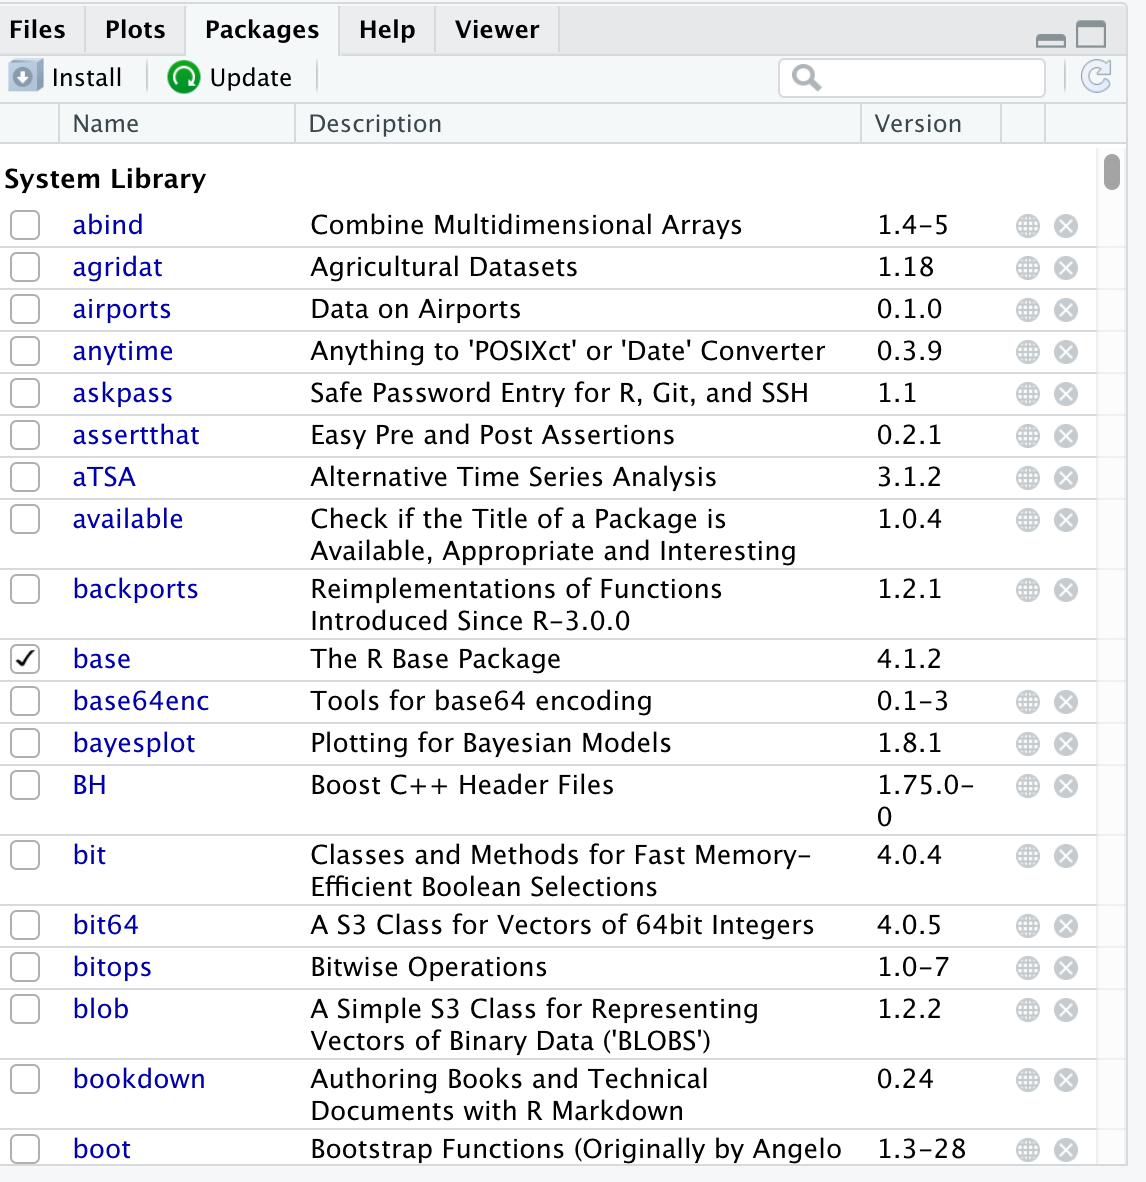 Files Plots Packages Help Viewer
Install Update
Name Description Version
System Library
abind Combine Multidimensional Arrays 1.4-5
agridat Agricultural Datasets 1.18
airports Data on Airports 0.1.0
anytime Anything to 'POSIXct' or 'Date' Converter 0.3.9
askpass Safe Password Entry for R, Git, and SSH 1.1
assertthat Easy Pre and Post Assertions 0.2.1
aTSA Alternative Time Series Analysis 3.1.2
available Check if the Title of a Package is 1.0.4
Available, Appropriate and Interesting
backports Reimplementations of Functions 1.2.1
Introduced Since R-3.0.0
base The R Base Package 4.1.2
base64enc Tools for base64 encoding 0.1-3
bayesplot Plotting for Bayesian Models 1.8.1
BH Boost C++ Header Files 1.75.0-
0
bit Classes and Methods for Fast Memory- 4.0.4
Efficient Boolean Selections
bit64 A S3 Class for Vectors of 64bit Integers 4.0.5
bitops Bitwise Operations 1.0-7
blob A Simple S3 Class for Representing 1.2.2
Vectors of Binary Data ('BLOBS')
bookdown Authoring Books and Technical 0.24
Documents with R Markdown
boot Bootstrap Functions (Originally by Angelo 1.3-28